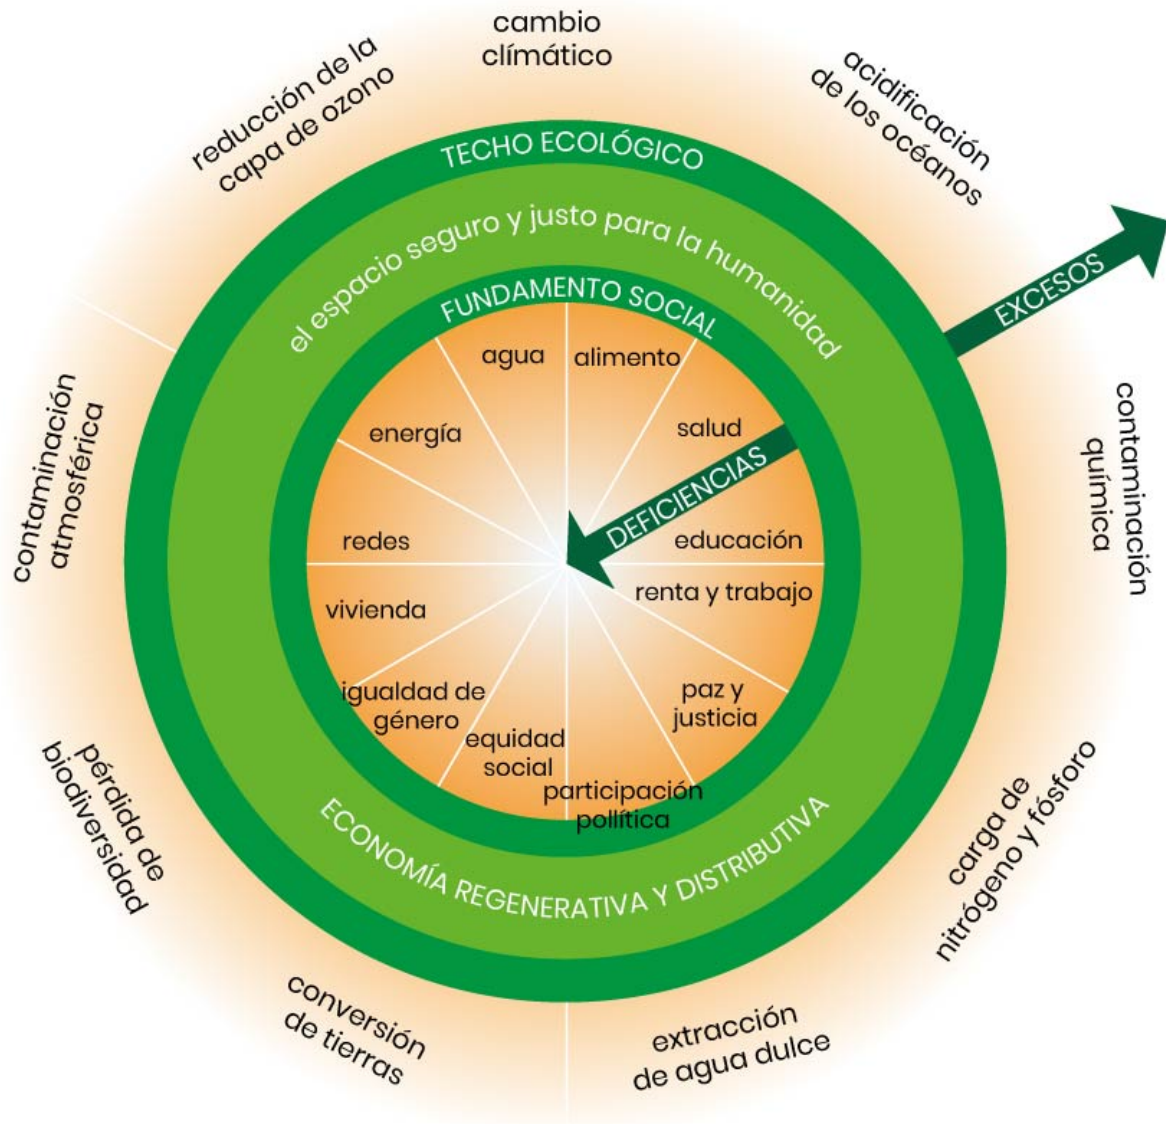 cambio
clímático
acidificación
de los océanos
EXCESOS
contaminación
química
carga de
nitrógeno y fósforo
extracción
de agua dulce
conversión
de tierras
pérdida de
biodiversidad
contaminación
atmosférica
reducción de la
capa de ozono
TECHO ECOLÓGICO
el espacio seguro y justo para la humanidad
FUNDAMENTO SOCIAL
agua
alimento
salud
DEFICIENCIAS
educación
renta y trabajo
paz y
justicia
participación
pollítica
equidad
social
igualdad de
género
vivienda
redes
energía
ECONOMÍA REGENERATIVA Y DISTRIBUTIVA